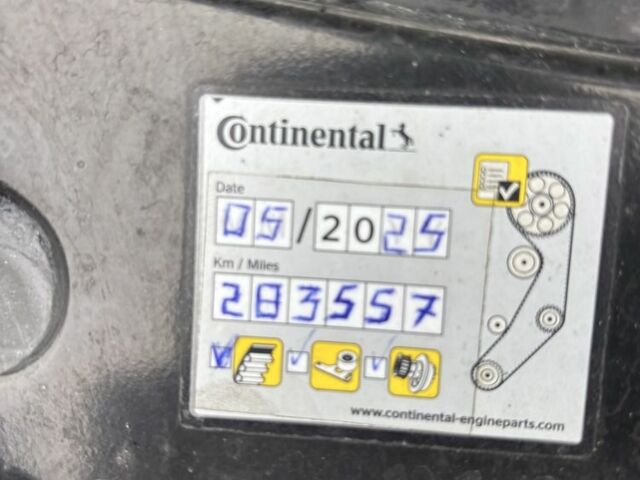 Continental
Date
05/2025
Km / Miles
283557
www.continental-engineparts.com